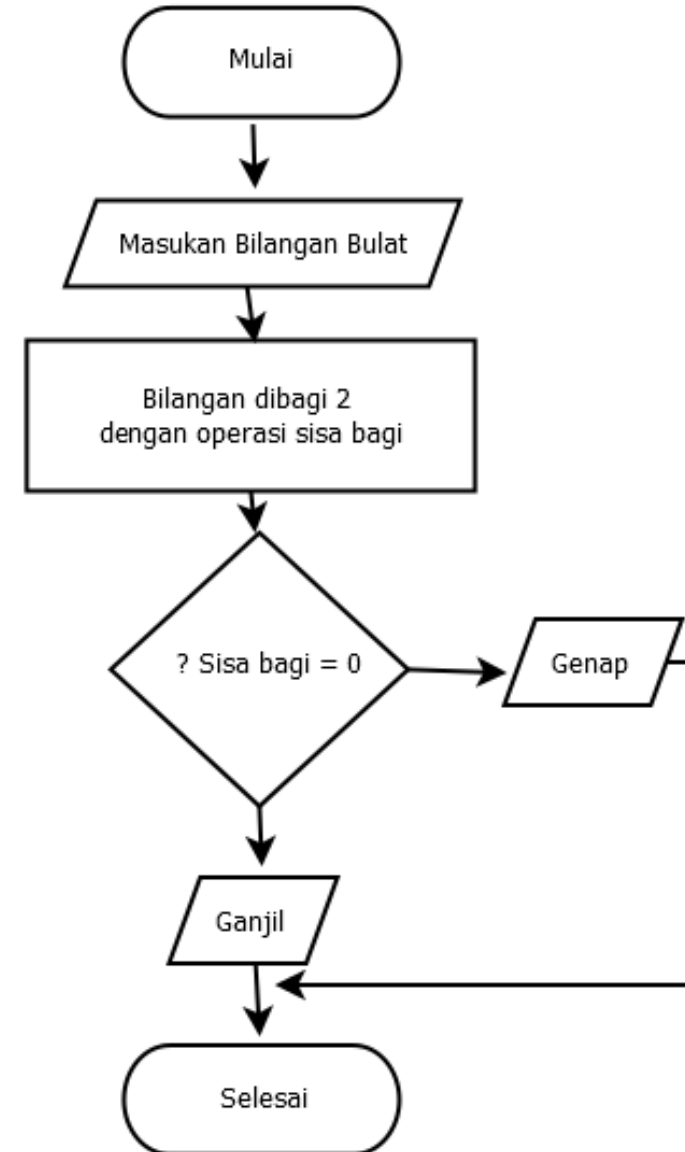 Mulai
Masukan Bilangan Bulat
Bilangan dibagi 2
dengan operasi sisa bagi
? Sisa bagi = 0
Genap
Ganjil
Selesai